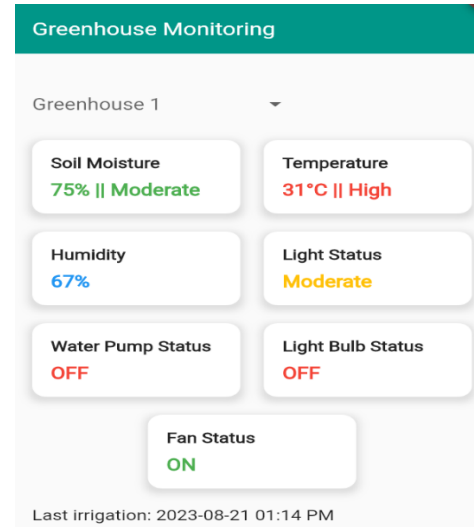 Greenhouse Monitoring
Greenhouse 1
Soil Moisture
75% || Moderate
Temperature
31°C || High
Humidity
67%
Light Status
Moderate
Water Pump Status
OFF
Light Bulb Status
OFF
Fan Status
ON
Last irrigation: 2023-08-21 01:14 PM